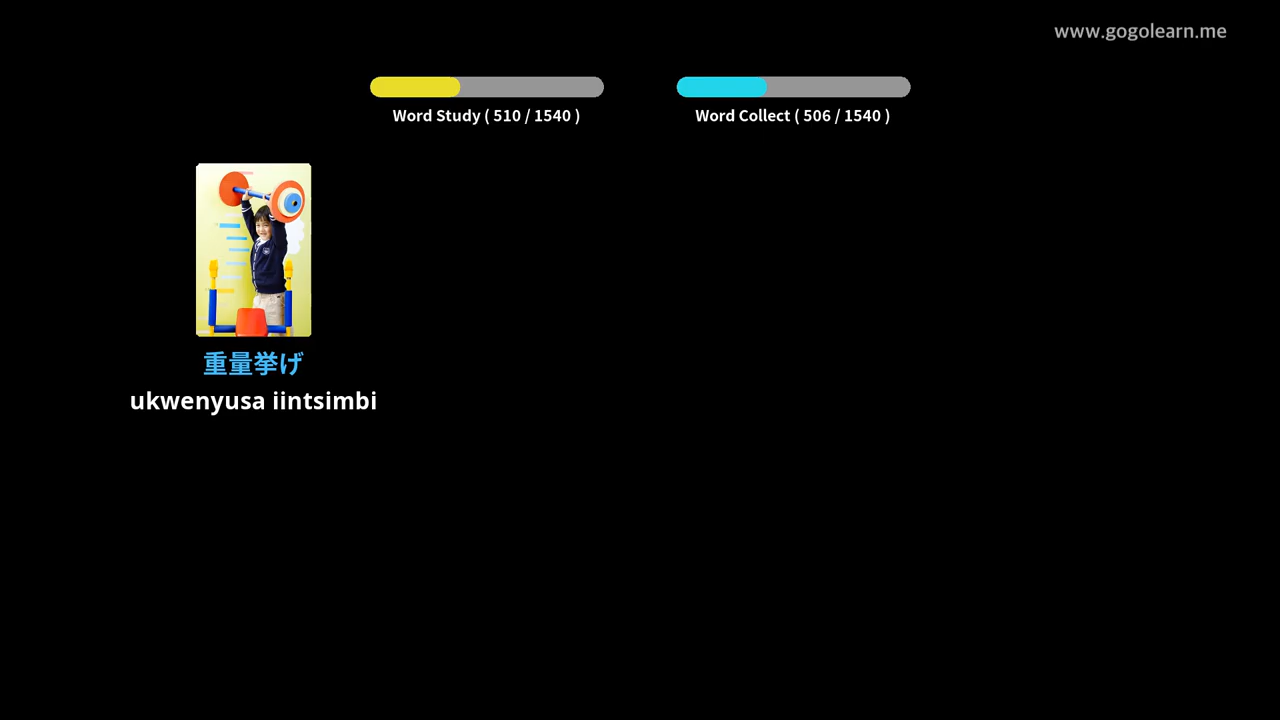 www.gogolearn.me
Word Study ( 510 / 1540 )
Word Collect ( 506 / 1540 )
重量挙げ
ukwenyusa iintsimbi